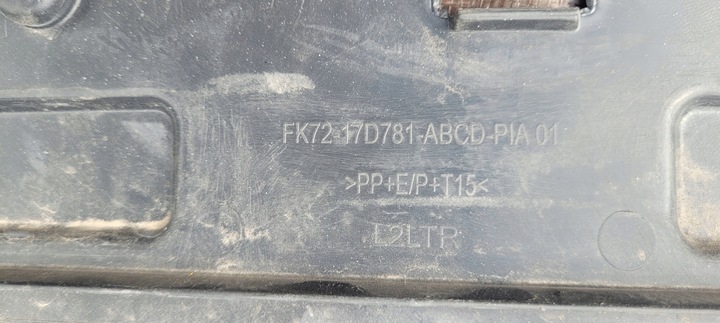 FK72-17D781-ABCD-PIA 01
>PP+E/P+T15<
L2LTR